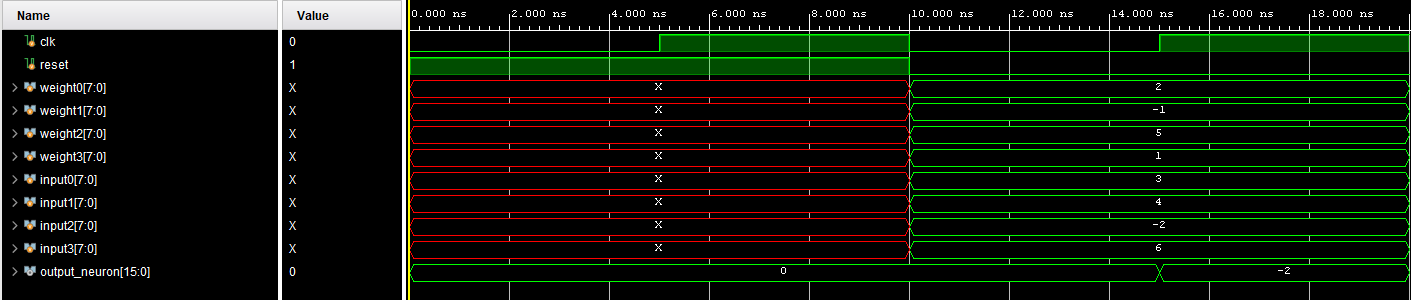 Name Value 0.000 ns 2.000 ns 4.000 ns 6.000 ns 8.000 ns 10.000 ns 12.000 ns 14.000 ns 16.000 ns 18.000 ns
clk 0
reset 1
weight0[7:0] X X 2
weight1[7:0] X X -1
weight2[7:0] X X 5
weight3[7:0] X X 1
input0[7:0] X X 3
input1[7:0] X X 4
input2[7:0] X X -2
input3[7:0] X X 6
output_neuron[15:0] 0 0 -2